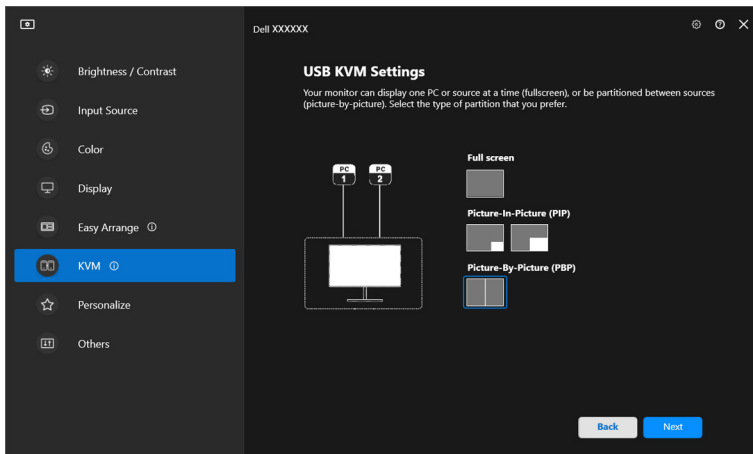 Dell XXXXXX
Brightness / Contrast
Input Source
Color
Display
Easy Arrange
KVM
Personalize
Others
USB KVM Settings
Your monitor can display one PC or source at a time (fullscreen), or be partitioned between sources
(picture-by-picture). Select the type of partition that you prefer.
PC
1
PC
2
Full screen
Picture-In-Picture (PIP)
Picture-By-Picture (PBP)
Back
Next